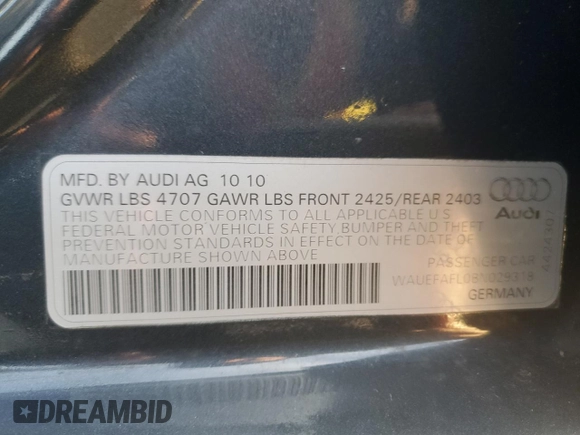 MFD. BY AUDI AG 10 10
GVWR LBS 4707 GAWR LBS FRONT 2425/REAR 2403
THIS VEHICLE CONFORMS TO ALL APPLICABLE U.S
FEDERAL MOTOR VEHICLE SAFETY BUMPER AND THEFT
PREVENTION STANDARDS IN EFFECT ON THE DATE OF
MANUFACTURE SHOWN ABOVE
Audi
PASSENGER CAR
WAUEFAFL0BN029318
GERMANY
DREAMBID